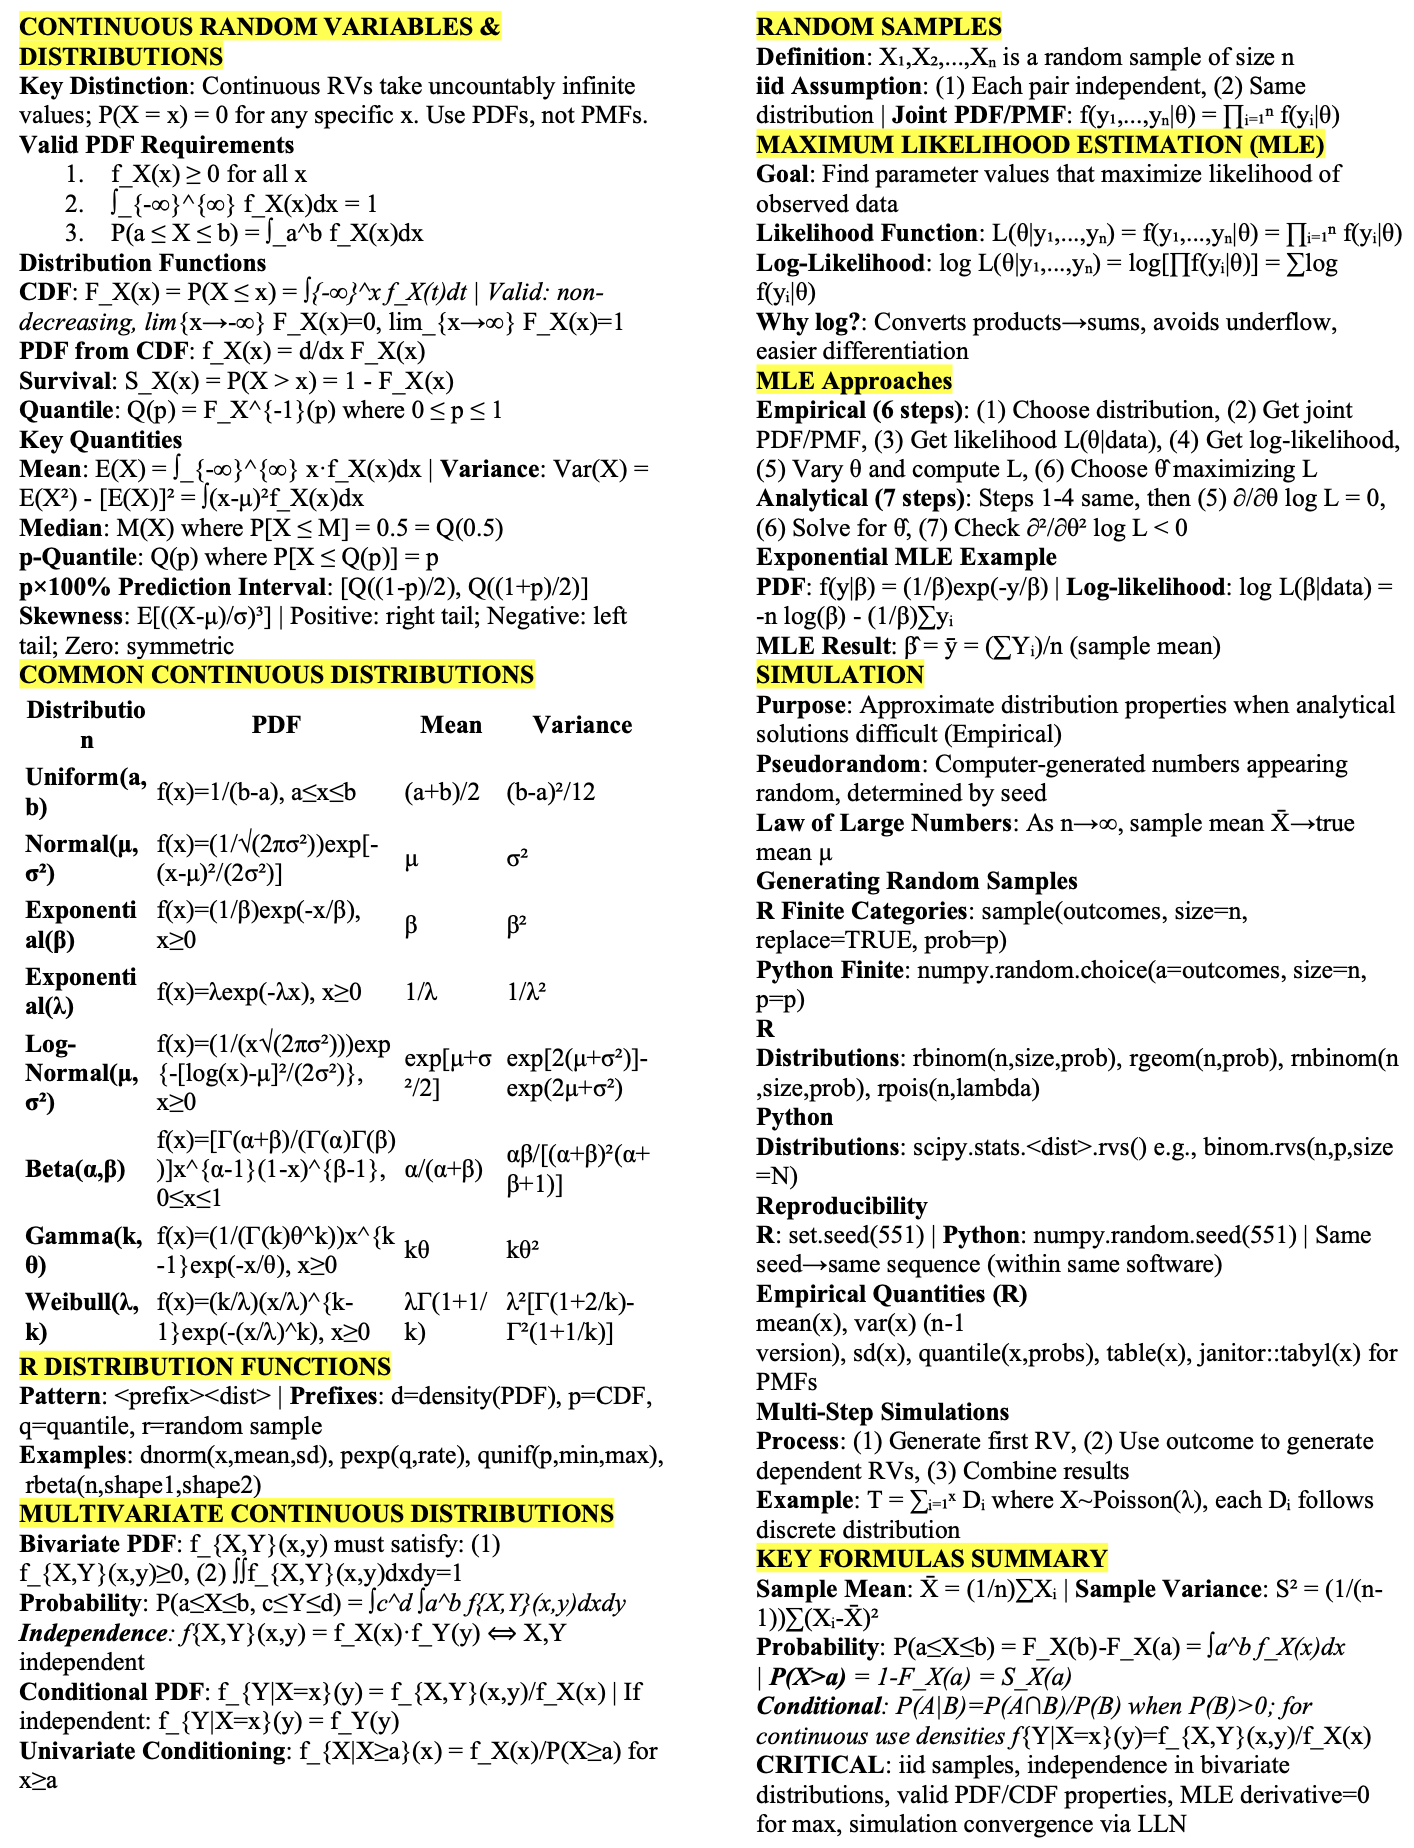 CONTINUOUS RANDOM VARIABLES &
DISTRIBUTIONS
Key Distinction: Continuous RVs take uncountably infinite
values; P(X = x) = 0 for any specific x. Use PDFs, not PMFs.
Valid PDF Requirements
1. f_X(x) ≥ 0 for all x
2. ∫_{-∞}^{∞} f_X(x)dx = 1
3. P(a ≤ X ≤ b) = ∫_a^b f_X(x)dx
Distribution Functions
CDF: F_X(x) = P(X ≤ x) = ∫{-∞}^x f_X(t)dt | Valid: non-
decreasing, lim{x→-∞} F_X(x)=0, lim_{x→∞} F_X(x)=1
PDF from CDF: f_X(x) = d/dx F_X(x)
Survival: S_X(x) = P(X > x) = 1 - F_X(x)
Quantile: Q(p) = F_X^{-1}(p) where 0 ≤ p ≤ 1
Key Quantities
Mean: E(X) = ∫_{-∞}^{∞} x·f_X(x)dx | Variance: Var(X) =
E(X²) - [E(X)]² = ∫(x-μ)²f_X(x)dx
Median: M(X) where P[X ≤ M] = 0.5 = Q(0.5)
p-Quantile: Q(p) where P[X ≤ Q(p)] = p
p×100% Prediction Interval: [Q((1-p)/2), Q((1+p)/2)]
Skewness: E[((X-μ)/σ)³] | Positive: right tail; Negative: left
tail; Zero: symmetric
COMMON CONTINUOUS DISTRIBUTIONS
Distributio
n
PDF
Mean
Variance
Uniform(a,
b)
f(x)=1/(b-a), a≤x≤b
(a+b)/2
(b-a)²/12
Normal(μ,
σ²)
f(x)=(1/√(2πσ²))exp[-
(x-μ)²/(2σ²)]
μ
σ²
Exponenti
al(β)
f(x)=(1/β)exp(-x/β),
x≥0
β
β²
Exponenti
al(λ)
f(x)=λexp(-λx), x≥0
1/λ
1/λ²
Log-
Normal(μ,
σ²)
f(x)=(1/(x√(2πσ²)))exp
{-[log(x)-μ]²/(2σ²)},
x≥0
exp[μ+σ
²/2]
exp[2(μ+σ²)]-
exp(2μ+σ²)
Beta(α,β)
f(x)=[Γ(α+β)/(Γ(α)Γ(β)
)]x^{α-1}(1-x)^{β-1},
0≤x≤1
α/(α+β)
αβ/[(α+β)²(α+
β+1)]
Gamma(k,
θ)
f(x)=(1/(Γ(k)θ^k))x^{k
-1}exp(-x/θ), x≥0
kθ
kθ²
Weibull(λ,
k)
f(x)=(k/λ)(x/λ)^{k-
1}exp(-(x/λ)^k), x≥0
λΓ(1+1/
k)
λ²[Γ(1+2/k)-
Γ²(1+1/k)]
R DISTRIBUTION FUNCTIONS
Pattern: <prefix><dist> | Prefixes: d=density(PDF), p=CDF,
q=quantile, r=random sample
Examples: dnorm(x,mean,sd), pexp(q,rate), qunif(p,min,max),
rbeta(n,shape1,shape2)
MULTIVARIATE CONTINUOUS DISTRIBUTIONS
Bivariate PDF: f_{X,Y}(x,y) must satisfy: (1)
f_{X,Y}(x,y)≥0, (2) ∫∫f_{X,Y}(x,y)dxdy=1
Probability: P(a≤X≤b, c≤Y≤d) = ∫c^d ∫a^b f{X,Y}(x,y)dxdy
Independence: f{X,Y}(x,y) = f_X(x)·f_Y(y) ⟺ X,Y
independent
Conditional PDF: f_{Y|X=x}(y) = f_{X,Y}(x,y)/f_X(x) | If
independent: f_{Y|X=x}(y) = f_Y(y)
Univariate Conditioning: f_{X|X≥a}(x) = f_X(x)/P(X≥a) for
x≥a
RANDOM SAMPLES
Definition: X₁,X₂,...,Xₙ is a random sample of size n
iid Assumption: (1) Each pair independent, (2) Same
distribution | Joint PDF/PMF: f(y₁,...,yₙ|θ) = ∏ᵢ₌₁ⁿ f(yᵢ|θ)
MAXIMUM LIKELIHOOD ESTIMATION (MLE)
Goal: Find parameter values that maximize likelihood of
observed data
Likelihood Function: L(θ|y₁,...,yₙ) = f(y₁,...,yₙ|θ) = ∏ᵢ₌₁ⁿ f(yᵢ|θ)
Log-Likelihood: log L(θ|y₁,...,yₙ) = log[∏f(yᵢ|θ)] = ∑log
f(yᵢ|θ)
Why log?: Converts products→sums, avoids underflow,
easier differentiation
MLE Approaches
Empirical (6 steps): (1) Choose distribution, (2) Get joint
PDF/PMF, (3) Get likelihood L(θ|data), (4) Get log-likelihood,
(5) Vary θ and compute L, (6) Choose θ̂ maximizing L
Analytical (7 steps): Steps 1-4 same, then (5) ∂/∂θ log L = 0,
(6) Solve for θ̂, (7) Check ∂²/∂θ² log L < 0
Exponential MLE Example
PDF: f(y|β) = (1/β)exp(-y/β) | Log-likelihood: log L(β|data) =
-n log(β) - (1/β)∑yᵢ
MLE Result: β̂ = ȳ = (∑Yᵢ)/n (sample mean)
SIMULATION
Purpose: Approximate distribution properties when analytical
solutions difficult (Empirical)
Pseudorandom: Computer-generated numbers appearing
random, determined by seed
Law of Large Numbers: As n→∞, sample mean X̄→true
mean μ
Generating Random Samples
R Finite Categories: sample(outcomes, size=n,
replace=TRUE, prob=p)
Python Finite: numpy.random.choice(a=outcomes, size=n,
p=p)
R
Distributions: rbinom(n,size,prob), rgeom(n,prob), rnbinom(n
,size,prob), rpois(n,lambda)
Python
Distributions: scipy.stats.<dist>.rvs() e.g., binom.rvs(n,p,size
=N)
Reproducibility
R: set.seed(551) | Python: numpy.random.seed(551) | Same
seed→same sequence (within same software)
Empirical Quantities (R)
mean(x), var(x) (n-1
version), sd(x), quantile(x,probs), table(x), janitor::tabyl(x) for
PMFs
Multi-Step Simulations
Process: (1) Generate first RV, (2) Use outcome to generate
dependent RVs, (3) Combine results
Example: T = ∑ᵢ₌₁ˣ Dᵢ where X~Poisson(λ), each Dᵢ follows
discrete distribution
KEY FORMULAS SUMMARY
Sample Mean: X̄ = (1/n)∑Xᵢ | Sample Variance: S² = (1/(n-
1))∑(Xᵢ-X̄)²
Probability: P(a≤X≤b) = F_X(b)-F_X(a) = ∫a^b f_X(x)dx
| P(X>a) = 1-F_X(a) = S_X(a)
Conditional: P(A|B)=P(A∩B)/P(B) when P(B)>0; for
continuous use densities f{Y|X=x}(y)=f_{X,Y}(x,y)/f_X(x)
CRITICAL: iid samples, independence in bivariate
distributions, valid PDF/CDF properties, MLE derivative=0
for max, simulation convergence via LLN